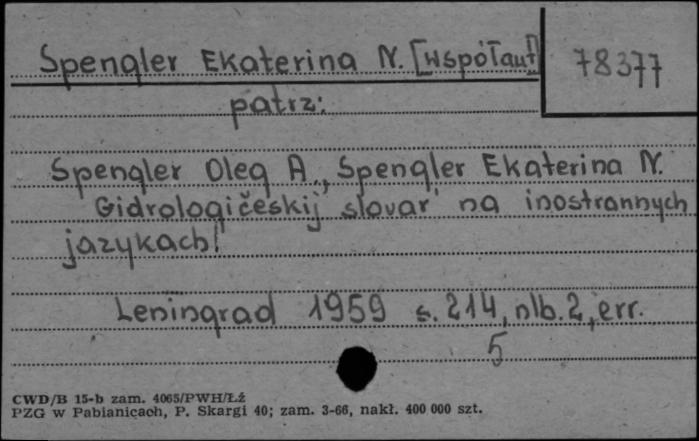 Spengler Ekaterina N. [współaut]
78377
patrz:
Spengler Oleg A., Spengler Ekaterina N.
Gidrologičeskij slovar' na inostrannych
jazykach.
Leningrad 1959 s. 214, nlb. 2, err.
5
CWD/B 15-b zam. 4065/PWH/Łź
PZG w Pabianicach, P. Skargi 40; zam. 3-66, nakł. 400 000 szt.